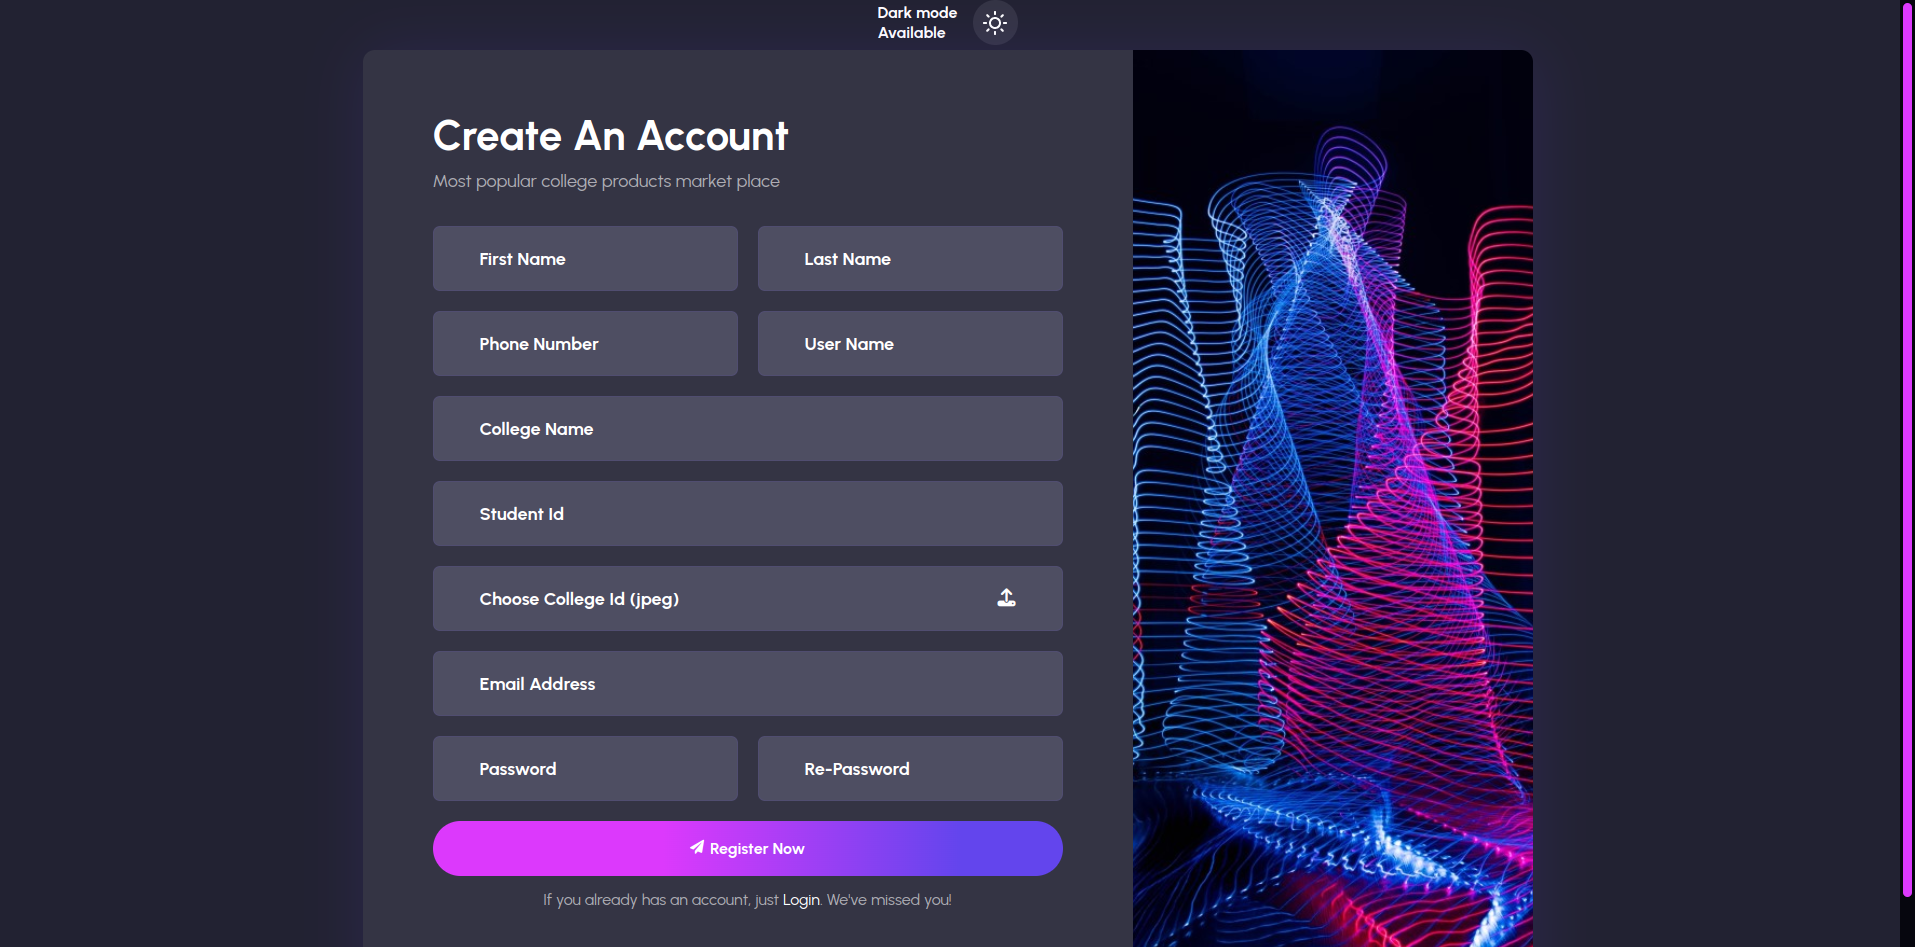 Dark mode
Available
Create An Account
Most popular college products market place
First Name
Last Name
Phone Number
User Name
College Name
Student Id
Choose College Id (jpeg)
Email Address
Password
Re-Password
Register Now
If you already has an account, just Login. We've missed you!